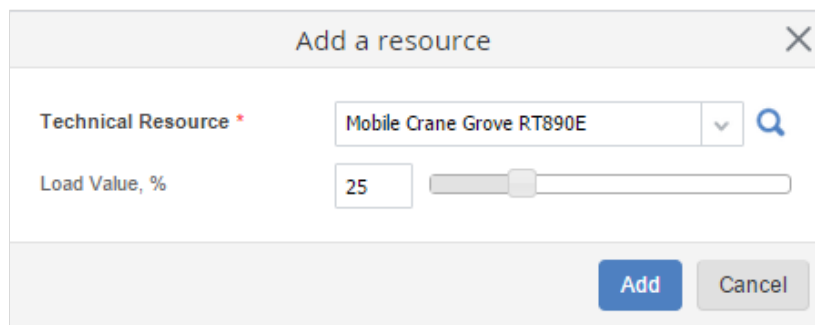 Add a resource
Technical Resource *
Mobile Crane Grove RT890E
Load Value, %
25
Add
Cancel